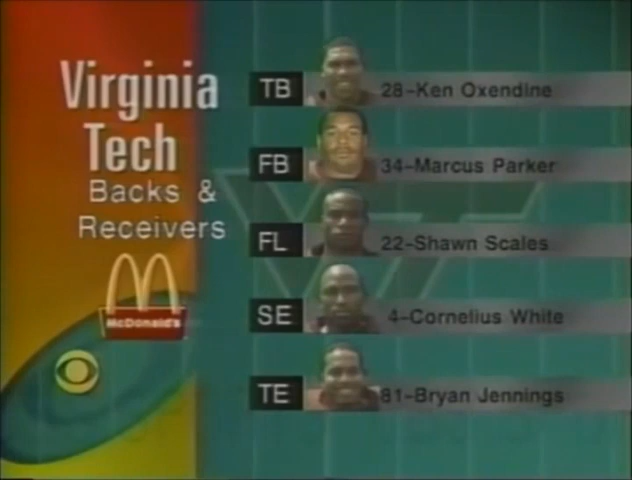 Virginia
Tech
Backs &
Receivers
McDonald's
TB 28-Ken Oxendine
FB 34-Marcus Parker
FL 22-Shawn Scales
SE 4-Cornelius White
TE 81-Bryan Jennings